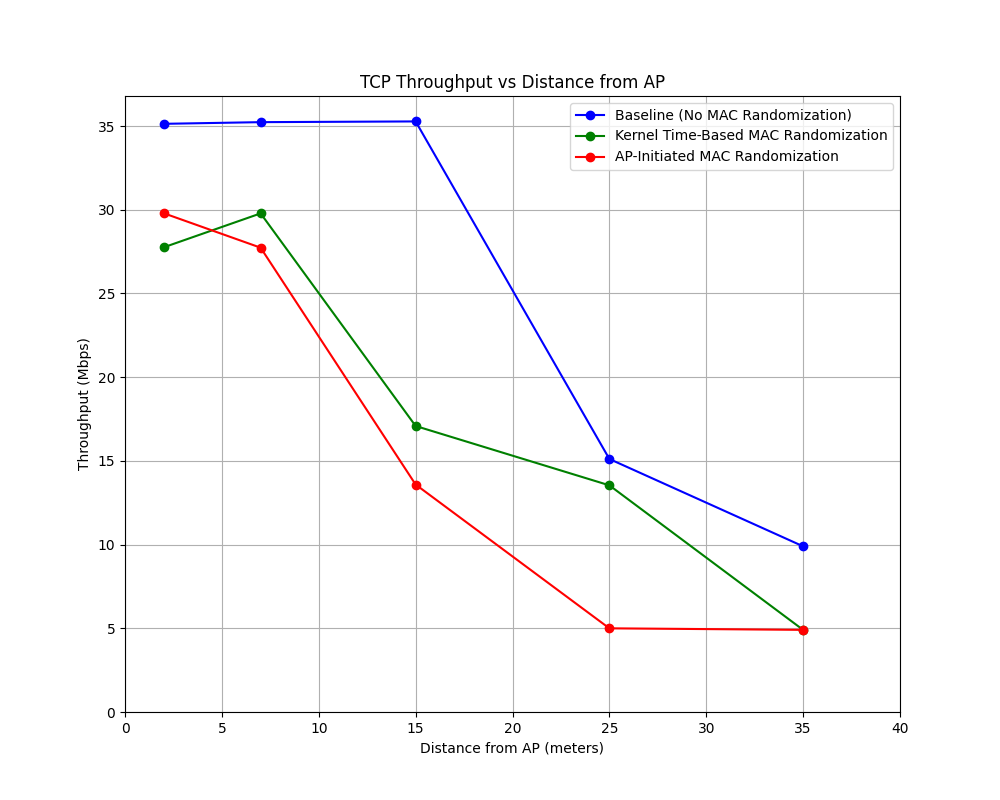 TCP Throughput vs Distance from AP
Baseline (No MAC Randomization)
Kernel Time-Based MAC Randomization
AP-Initiated MAC Randomization
Throughput (Mbps)
35
30
25
20
15
10
5
0
0 5 10 15 20 25 30 35 40
Distance from AP (meters)